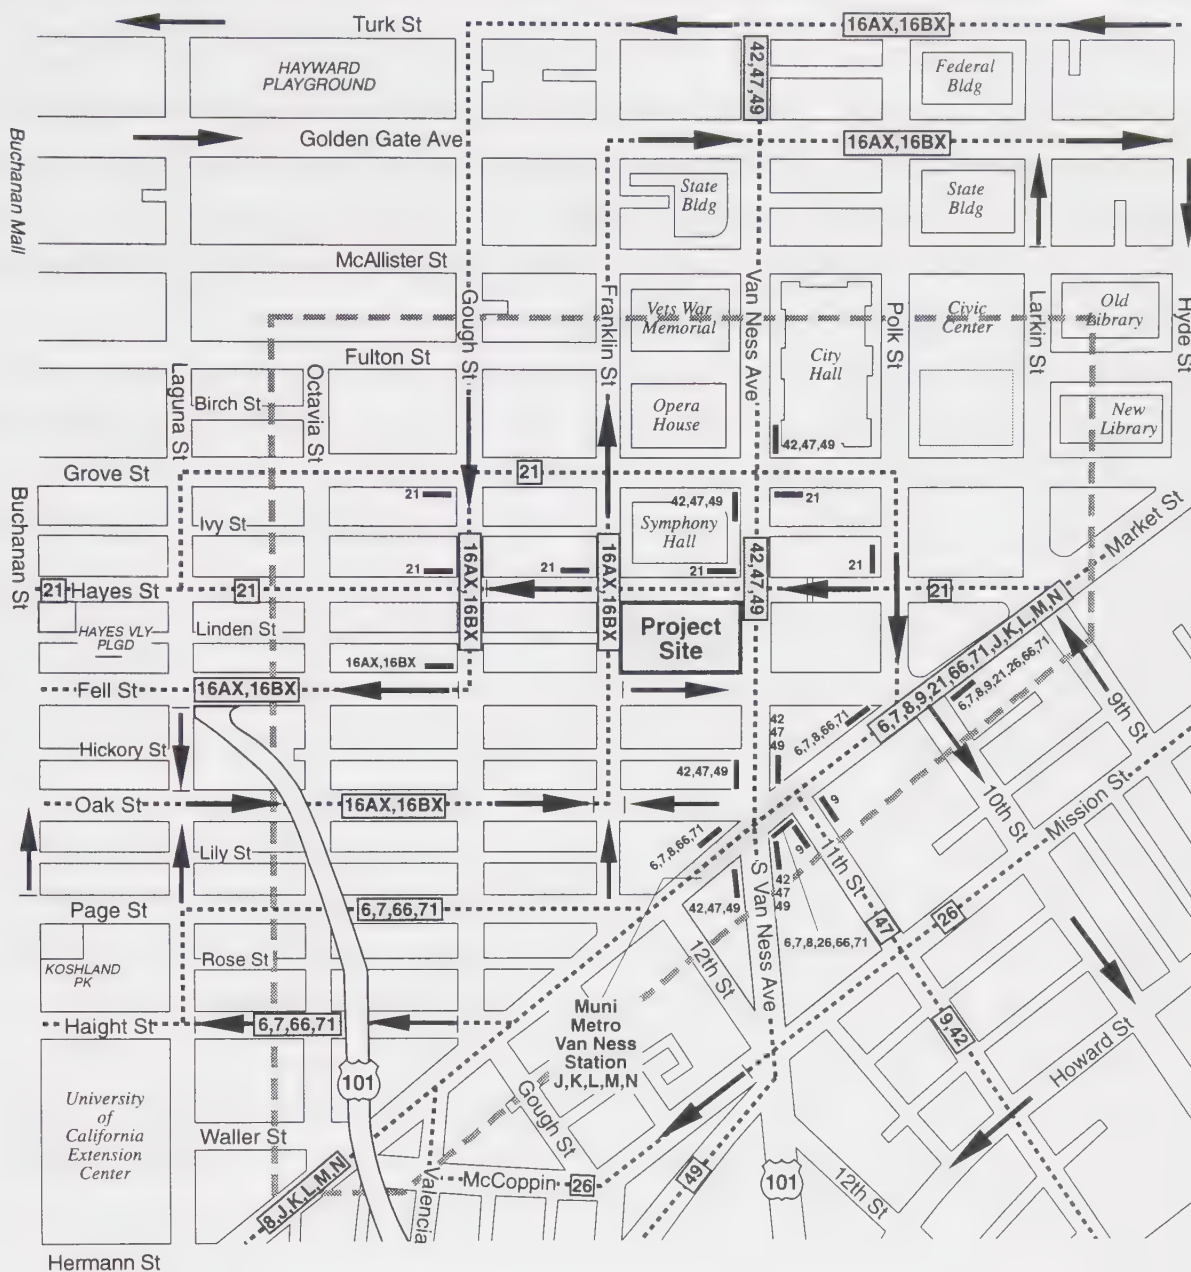 Turk St
16AX,16BX
HAYWARD
PLAYGROUND
42,47,49
Federal
Bldg
Buchanan Mall
Golden Gate Ave
16AX,16BX
State
Bldg
State
Bldg
McAllister St
Gough St
Franklin St
Vets War
Memorial
Van Ness Ave
Polk St
Civic
Center
Larkin St
Old
Library
Hyde St
Fulton St
City
Hall
Laguna St
Octavia St
Birch St
Opera
House
New
Library
42,47,49
Grove St
21
Buchanan St
21
42,47,49
21
Ivy St
Symphony
Hall
Market St
16AX,16BX
16AX,16BX
42,47,49
21
21
21
21
21
Hayes St
21
21
HAYES VLY
PLGD
Linden St
Project
Site
16AX,16BX
6,7,8,9,21,66,71,J,K,L,M,N
6,7,8,9,21,26,66,71
Fell St
16AX,16BX
9th St
Hickory St
42
47
49
6,7,8,66,71
42,47,49
10th St
Mission St
Oak St
16AX,16BX
9
Lily St
6,7,8,66,71
9
11th St
S Van Ness Ave
42
47
49
42,47,49
Page St
6,7,66,71
47
26
6,7,8,26,66,71
KOSHLAND
PK
Rose St
12th St
Muni
Metro
Van Ness
Station
J,K,L,M,N
Haight St
6,7,66,71
9,42
Howard St
101
University
of
California
Extension
Center
Gough St
Waller St
8,J,K,L,M,N
Valencia
McCoppin
26
49
101
12th St
Hermann St